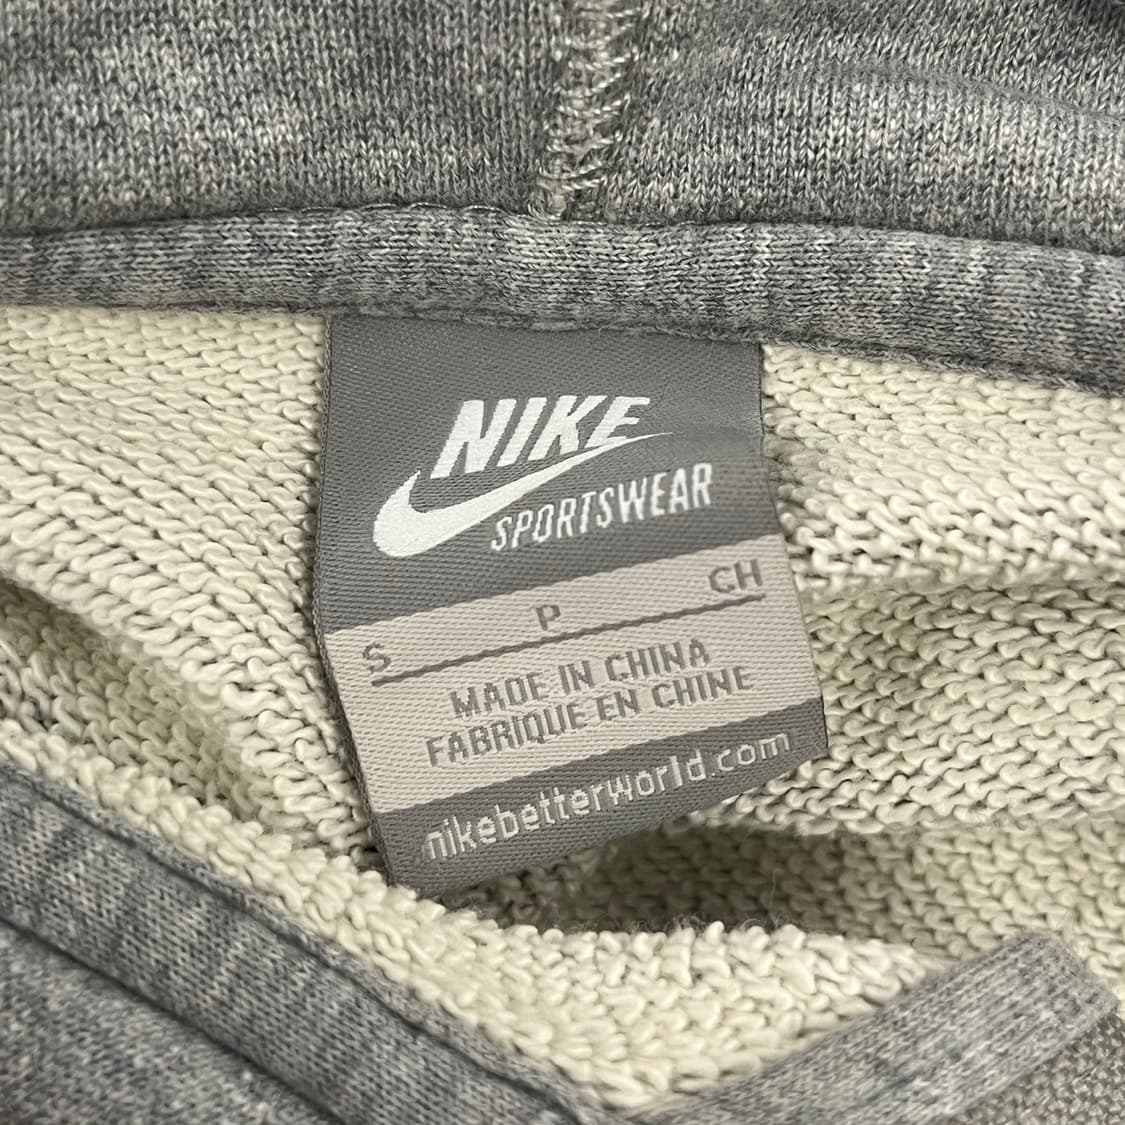 NIKE
SPORTSWEAR
S P CH
MADE IN CHINA
FABRIQUE EN CHINE
nikebetterworld.com